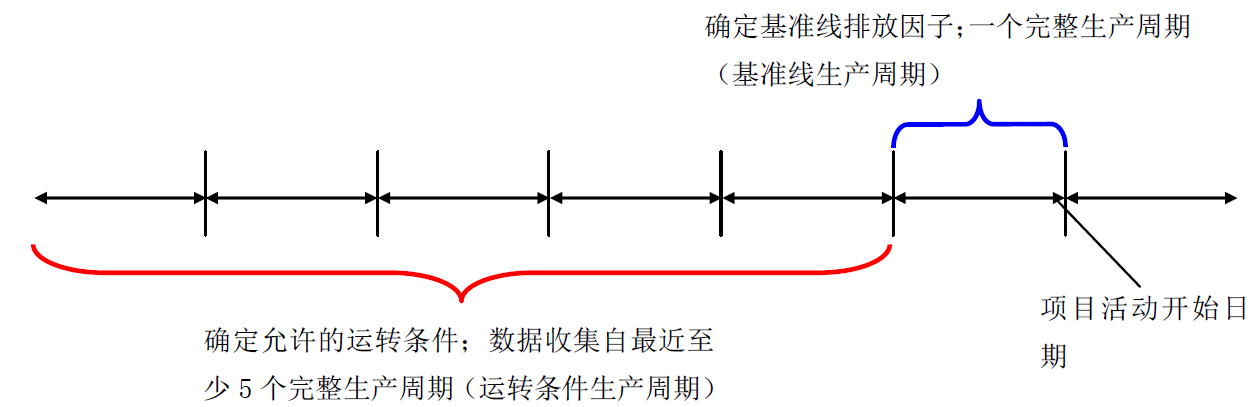 确定基准线排放因子；一个完整生产周期
（基准线生产周期）
确定允许的运转条件；数据收集自最近至
少 5 个完整生产周期（运转条件生产周期）
项目活动开始日
期